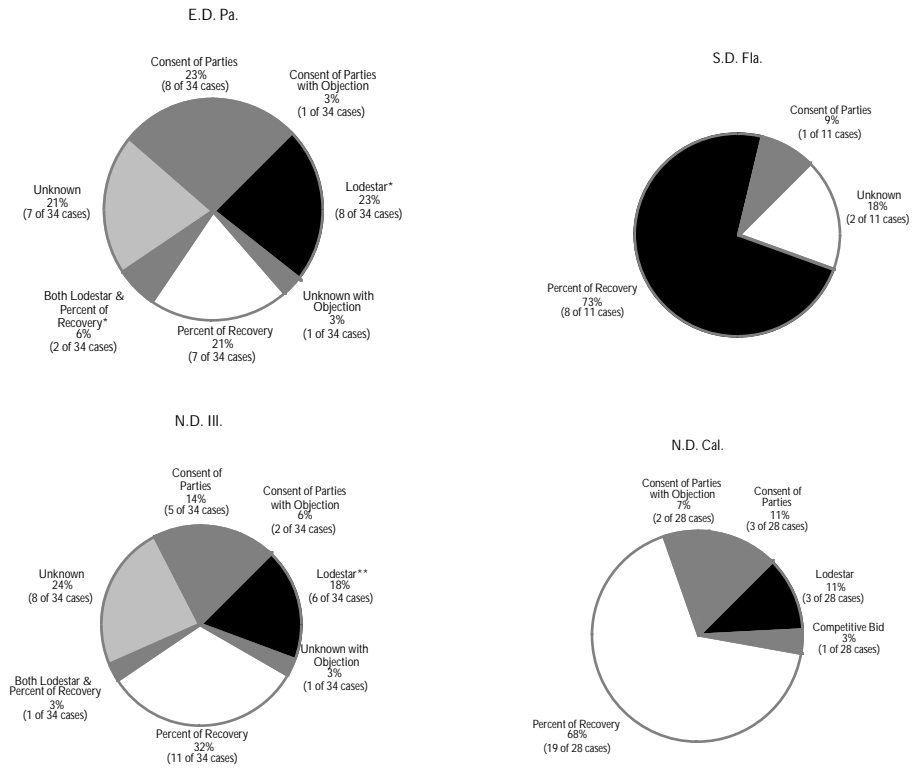 E.D. Pa.
Consent of Parties
23%
(8 of 34 cases)
Consent of Parties
with Objection
3%
(1 of 34 cases)
Lodestar*
23%
(8 of 34 cases)
Unknown with
Objection
3%
(1 of 34 cases)
Percent of Recovery
21%
(7 of 34 cases)
Both Lodestar &
Percent of
Recovery*
6%
(2 of 34 cases)
Unknown
21%
(7 of 34 cases)
S.D. Fla.
Consent of Parties
9%
(1 of 11 cases)
Unknown
18%
(2 of 11 cases)
Percent of Recovery
73%
(8 of 11 cases)
N.D. Ill.
Consent of
Parties
14%
(5 of 34 cases)
Consent of Parties
with Objection
6%
(2 of 34 cases)
Lodestar**
18%
(6 of 34 cases)
Unknown with
Objection
3%
(1 of 34 cases)
Percent of Recovery
32%
(11 of 34 cases)
Both Lodestar &
Percent of Recovery
3%
(1 of 34 cases)
Unknown
24%
(8 of 34 cases)
N.D. Cal.
Consent of Parties
with Objection
7%
(2 of 28 cases)
Consent of
Parties
11%
(3 of 28 cases)
Lodestar
11%
(3 of 28 cases)
Competitive Bid
3%
(1 of 28 cases)
Percent of Recovery
68%
(19 of 28 cases)